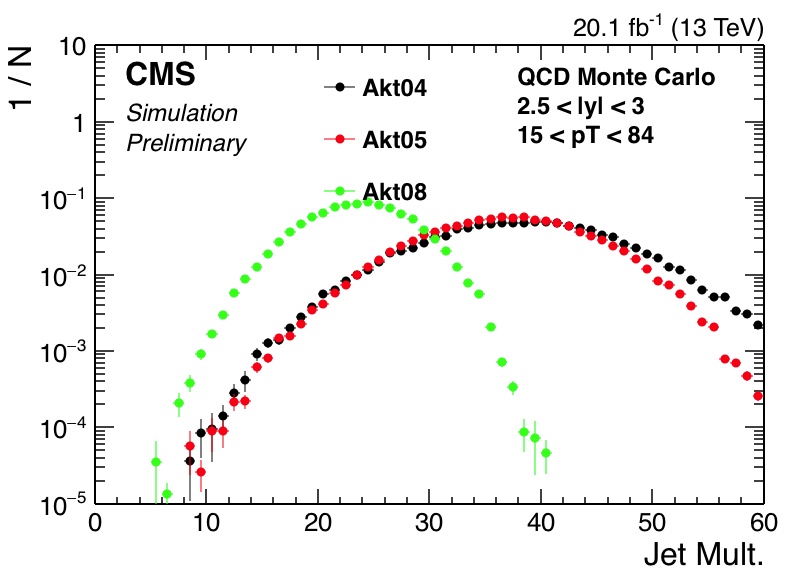 20.1 fb⁻¹ (13 TeV)
1 / N
10
1
10⁻¹
10⁻²
10⁻³
10⁻⁴
10⁻⁵
CMS
Simulation
Preliminary
Akt04
Akt05
Akt08
QCD Monte Carlo
2.5 < |y| < 3
15 < pT < 84
0 10 20 30 40 50 60
Jet Mult.